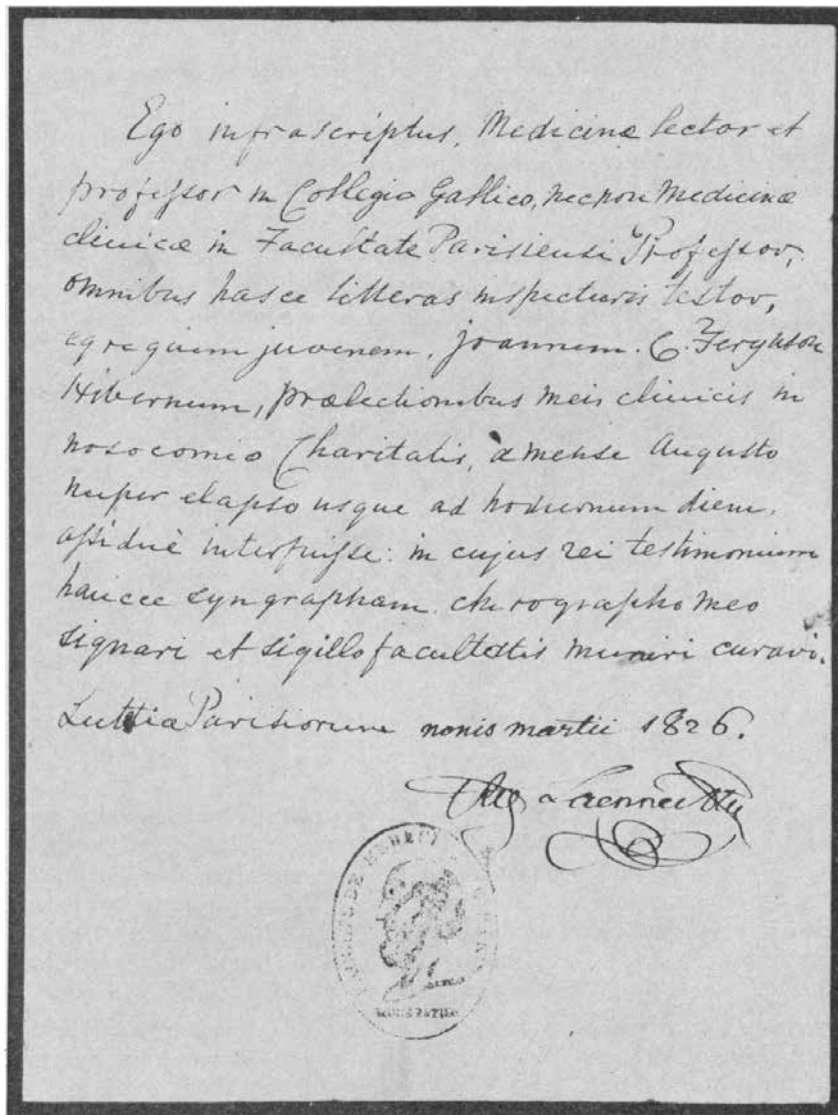 Ego infrascriptus, Medicinæ lector et
professor in Collegio Gallico, necnon Medicinæ
clinicæ in Facultate Parisiensi Professor,
omnibus hasce litteras inspecturis testor,
egregium juvenem, Joannem. C. Ferguson
Hibernum, prælectionibus meis clinicis in
nosocomio Charitatis, à mense Augusto
nuper elapso usque ad hodiernum diem,
assiduè interfuisse: in cujus rei testimonium
hancce syngrapham chirographo meo
signari et sigillo facultatis muniri curavi.
Lutetia Parisiorum nonis martii 1826.
Laennec
DE MEDECI